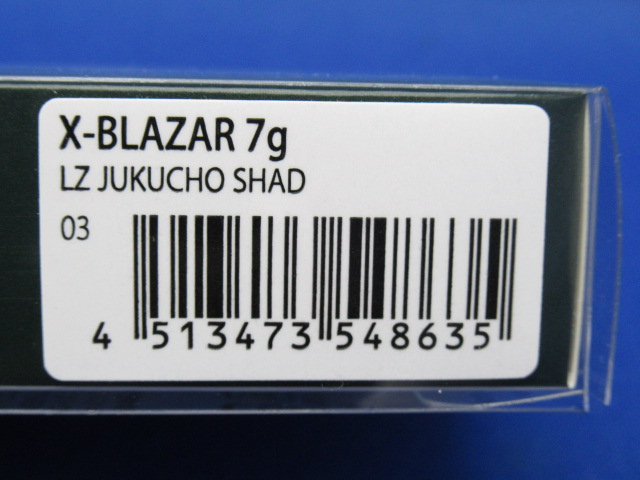 X-BLAZAR 7g
LZ JUKUCHO SHAD
03
4 513473 548635